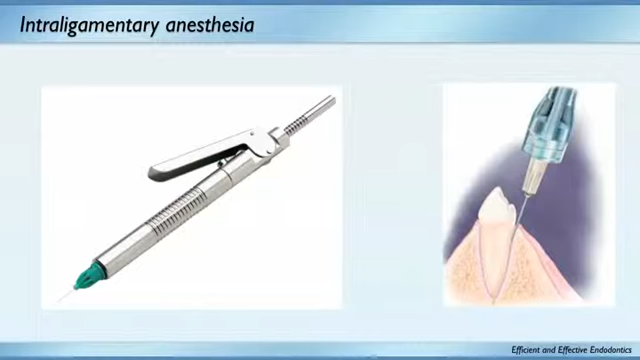 Intraligamentary anesthesia
Efficient and Effective Endodontics